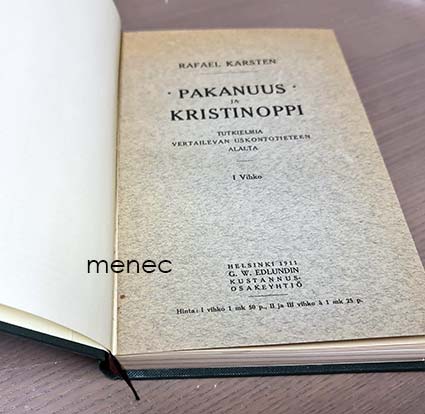 RAFAEL KARSTEN
· PAKANUUS ·
JA
KRISTINOPPI
TUTKIELMIA
VERTAILEVAN USKONTOTIETEEN
ALALTA
I Vihko
HELSINKI 1911
G. W. EDLUNDIN
KUSTANNUS-
OSAKEYHTIÖ
Hinta: I vihko 1 mk 50 p., II ja III vihko à 1 mk 25 p.
menec